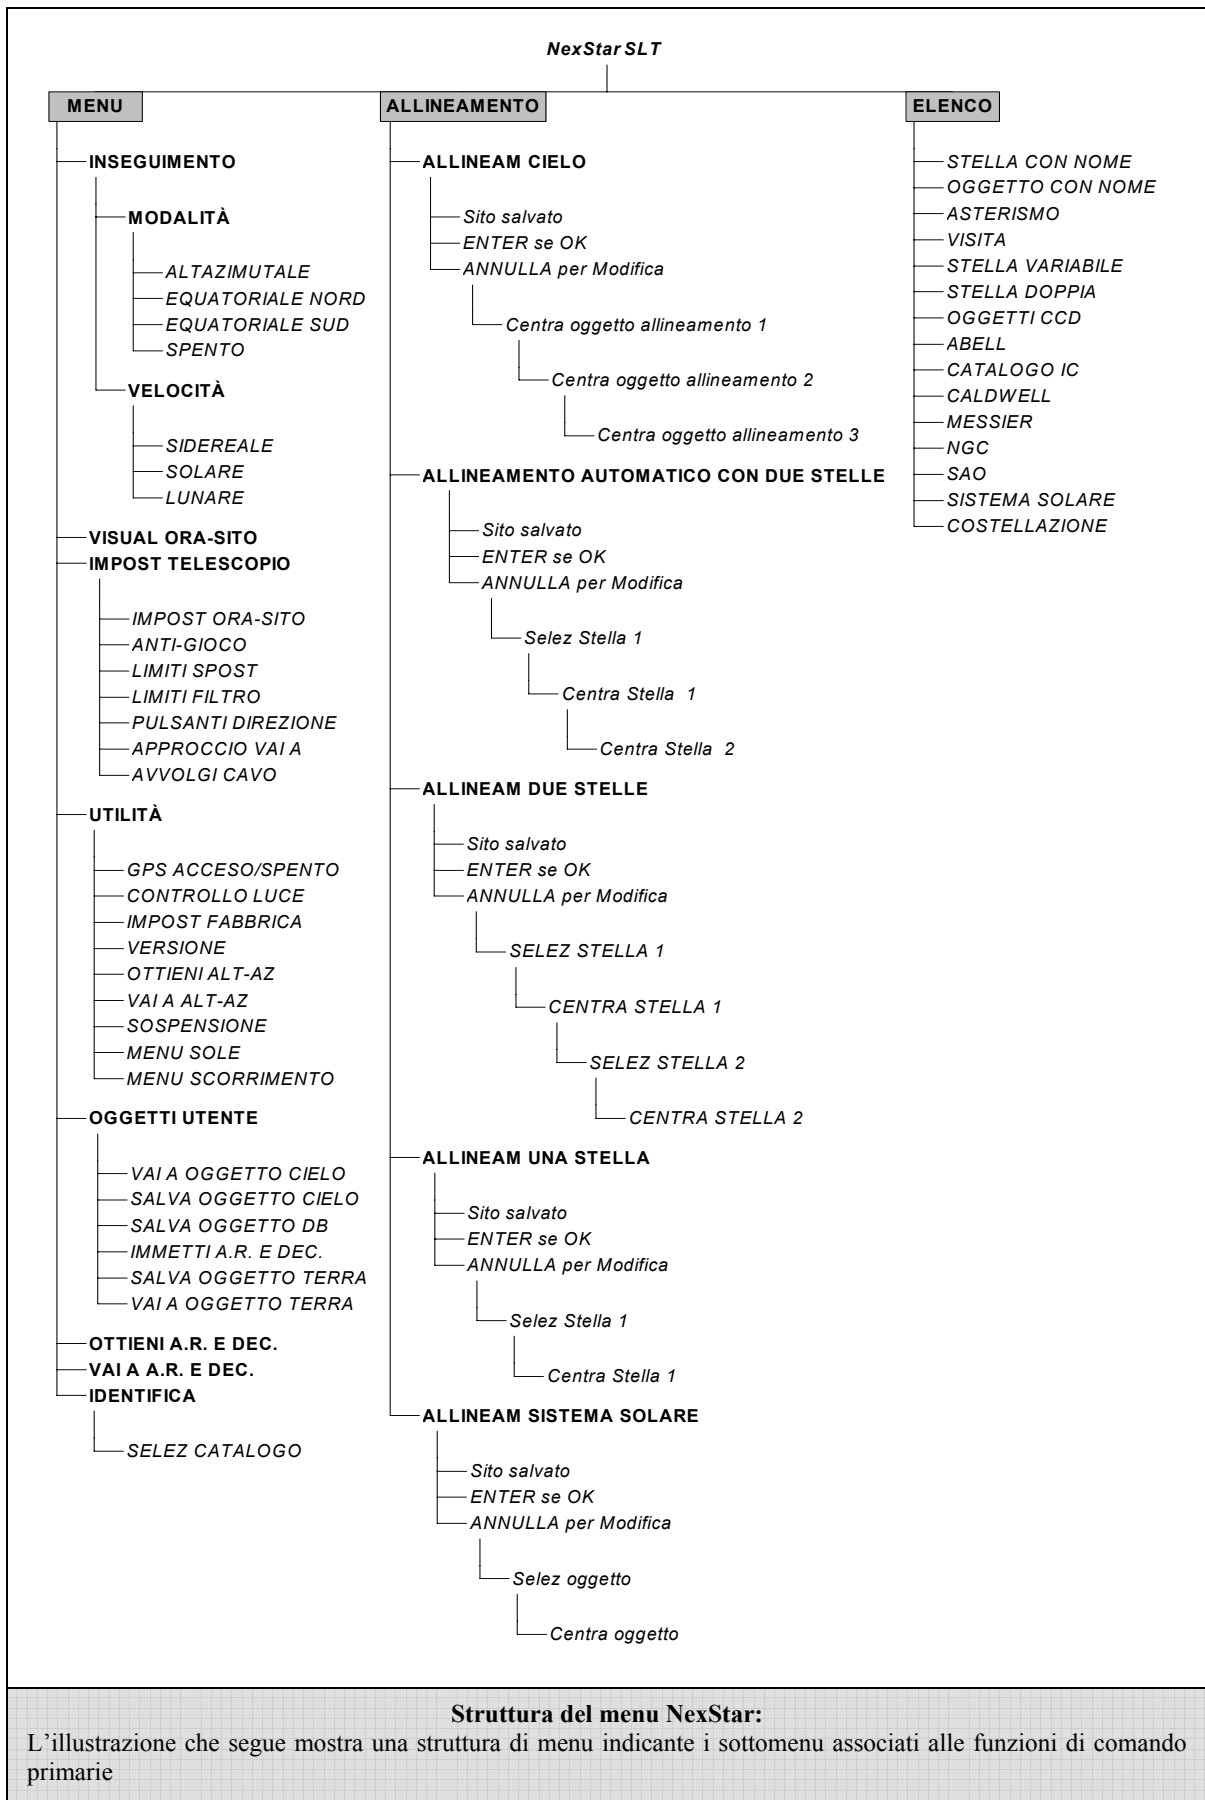 NexStar SLT
MENU
INSEGUIMENTO
MODALITÀ
ALTAZIMUTALE
EQUATORIALE NORD
EQUATORIALE SUD
SPENTO
VELOCITÀ
SIDEREALE
SOLARE
LUNARE
VISUAL ORA-SITO
IMPOST TELESCOPIO
IMPOST ORA-SITO
ANTI-GIOCO
LIMITI SPOST
LIMITI FILTRO
PULSANTI DIREZIONE
APPROCCIO VAI A
AVVOLGI CAVO
UTILITÀ
GPS ACCESO/SPENTO
CONTROLLO LUCE
IMPOST FABBRICA
VERSIONE
OTTIENI ALT-AZ
VAI A ALT-AZ
SOSPENSIONE
MENU SOLE
MENU SCORRIMENTO
OGGETTI UTENTE
VAI A OGGETTO CIELO
SALVA OGGETTO CIELO
SALVA OGGETTO DB
IMMETTI A.R. E DEC.
SALVA OGGETTO TERRA
VAI A OGGETTO TERRA
OTTIENI A.R. E DEC.
VAI A A.R. E DEC.
IDENTIFICA
SELEZ CATALOGO
ALLINEAMENTO
ALLINEAM CIELO
Sito salvato
ENTER se OK
ANNULLA per Modifica
Centra oggetto allineamento 1
Centra oggetto allineamento 2
Centra oggetto allineamento 3
ALLINEAMENTO AUTOMATICO CON DUE STELLE
Sito salvato
ENTER se OK
ANNULLA per Modifica
Selez Stella 1
Centra Stella 1
Centra Stella 2
ALLINEAM DUE STELLE
Sito salvato
ENTER se OK
ANNULLA per Modifica
SELEZ STELLA 1
CENTRA STELLA 1
SELEZ STELLA 2
CENTRA STELLA 2
ALLINEAM UNA STELLA
Sito salvato
ENTER se OK
ANNULLA per Modifica
Selez Stella 1
Centra Stella 1
ALLINEAM SISTEMA SOLARE
Sito salvato
ENTER se OK
ANNULLA per Modifica
Selez oggetto
Centra oggetto
ELENCO
STELLA CON NOME
OGGETTO CON NOME
ASTERISMO
VISITA
STELLA VARIABILE
STELLA DOPPIA
OGGETTI CCD
ABELL
CATALOGO IC
CALDWELL
MESSIER
NGC
SAO
SISTEMA SOLARE
COSTELLAZIONE
Struttura del menu NexStar:
L'illustrazione che segue mostra una struttura di menu indicante i sottomenu associati alle funzioni di comando
primarie